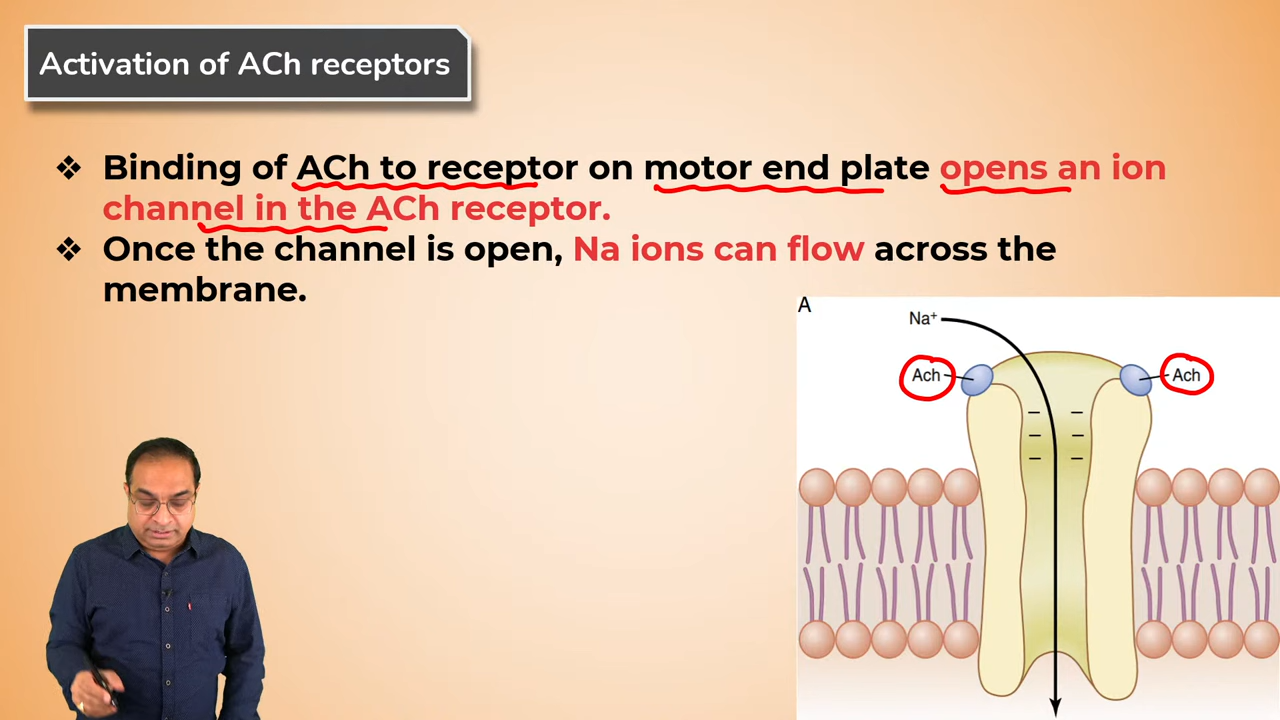 Activation of ACh receptors
❖ Binding of ACh to receptor on motor end plate opens an ion
channel in the ACh receptor.
❖ Once the channel is open, Na ions can flow across the
membrane.
A
Na⁺
Ach
Ach